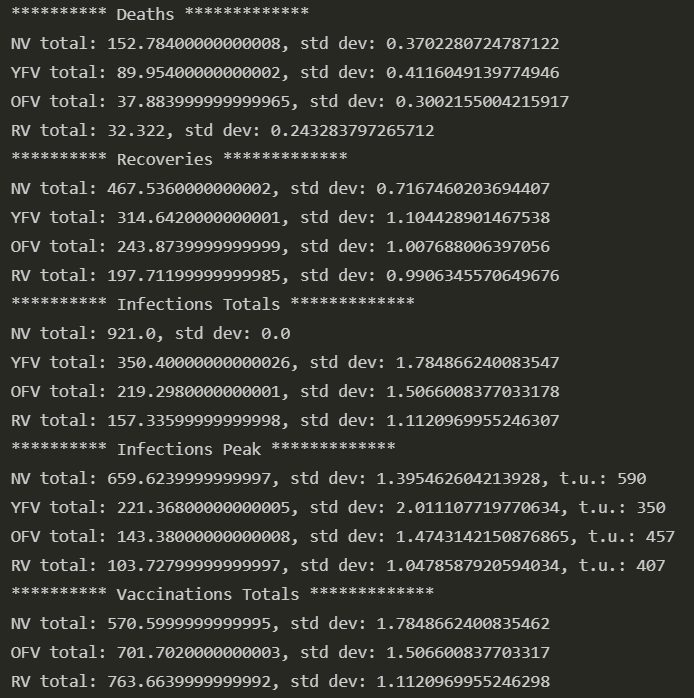 ********** Deaths *************
NV total: 152.78400000000008, std dev: 0.3702280724787122
YFV total: 89.95400000000002, std dev: 0.4116049139774946
OFV total: 37.883999999999965, std dev: 0.3002155004215917
RV total: 32.322, std dev: 0.243283797265712
********** Recoveries *************
NV total: 467.5360000000002, std dev: 0.7167460203694407
YFV total: 314.6420000000001, std dev: 1.104428901467538
OFV total: 243.8739999999999, std dev: 1.007688006397056
RV total: 197.71199999999985, std dev: 0.9906345570649676
********** Infections Totals *************
NV total: 921.0, std dev: 0.0
YFV total: 350.40000000000026, std dev: 1.784866240083547
OFV total: 219.2980000000001, std dev: 1.5066008377033178
RV total: 157.33599999999998, std dev: 1.1120969955246307
********** Infections Peak *************
NV total: 659.6239999999997, std dev: 1.395462604213928, t.u.: 590
YFV total: 221.36800000000005, std dev: 2.011107719770634, t.u.: 350
OFV total: 143.38000000000008, std dev: 1.4743142150876865, t.u.: 457
RV total: 103.72799999999997, std dev: 1.0478587920594034, t.u.: 407
********** Vaccinations Totals *************
NV total: 570.5999999999995, std dev: 1.7848662400835462
OFV total: 701.7020000000003, std dev: 1.506600837703317
RV total: 763.6639999999992, std dev: 1.1120969955246298